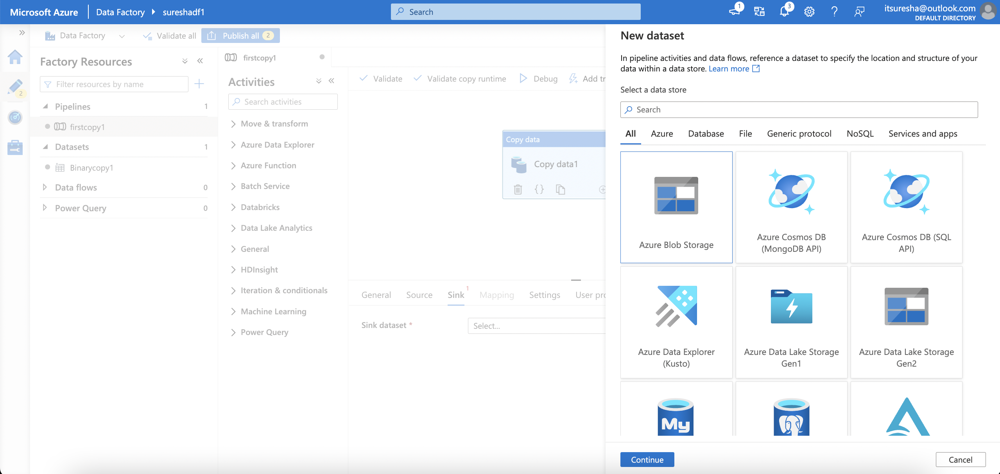 Microsoft Azure
Data Factory
sureshadf1
Search
1
3
itsuresha@outlook.com
DEFAULT DIRECTORY
Data Factory
Validate all
Publish all
2
2
Factory Resources
Filter resources by name
Pipelines 1
firstcopy1
Datasets 1
Binarycopy1
Data flows 0
Power Query 0
firstcopy1
Activities
Search activities
Move & transform
Azure Data Explorer
Azure Function
Batch Service
Databricks
Data Lake Analytics
General
HDInsight
Iteration & conditionals
Machine Learning
Power Query
Validate
Validate copy runtime
Debug
Add tr
Copy data
Copy data1
{}
General
Source
Sink 1
Mapping
Settings
User pro
Sink dataset *
Select...
New dataset
In pipeline activities and data flows, reference a dataset to specify the location and structure of your
data within a data store. Learn more
Select a data store
Search
All
Azure
Database
File
Generic protocol
NoSQL
Services and apps
Azure Blob Storage
Azure Cosmos DB
(MongoDB API)
Azure Cosmos DB (SQL
API)
Azure Data Explorer
(Kusto)
Azure Data Lake Storage
Gen1
Azure Data Lake Storage
Gen2
My
Continue
Cancel